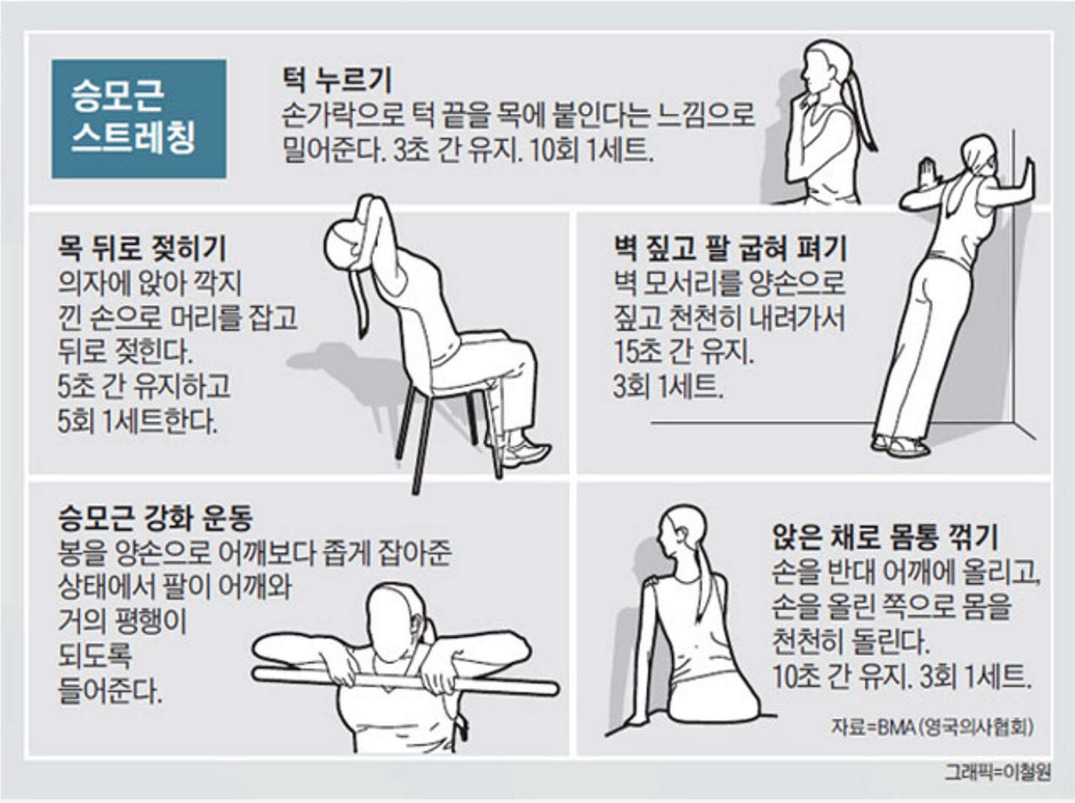 승모근
스트레칭
턱 누르기
손가락으로 턱 끝을 목에 붙인다는 느낌으로
밀어준다. 3초 간 유지. 10회 1세트.
목 뒤로 젖히기
의자에 앉아 깍지
낀 손으로 머리를 잡고
뒤로 젖힌다.
5초 간 유지하고
5회 1세트한다.
벽 짚고 팔 굽혀 펴기
벽 모서리를 양손으로
짚고 천천히 내려가서
15초 간 유지.
3회 1세트.
승모근 강화 운동
봉을 양손으로 어깨보다 좁게 잡아준
상태에서 팔이 어깨와
거의 평행이
되도록
들어준다.
앉은 채로 몸통 꺾기
손을 반대 어깨에 올리고,
손을 올린 쪽으로 몸을
천천히 돌린다.
10초 간 유지. 3회 1세트.
자료=BMA(영국의사협회)
그래픽=이철원